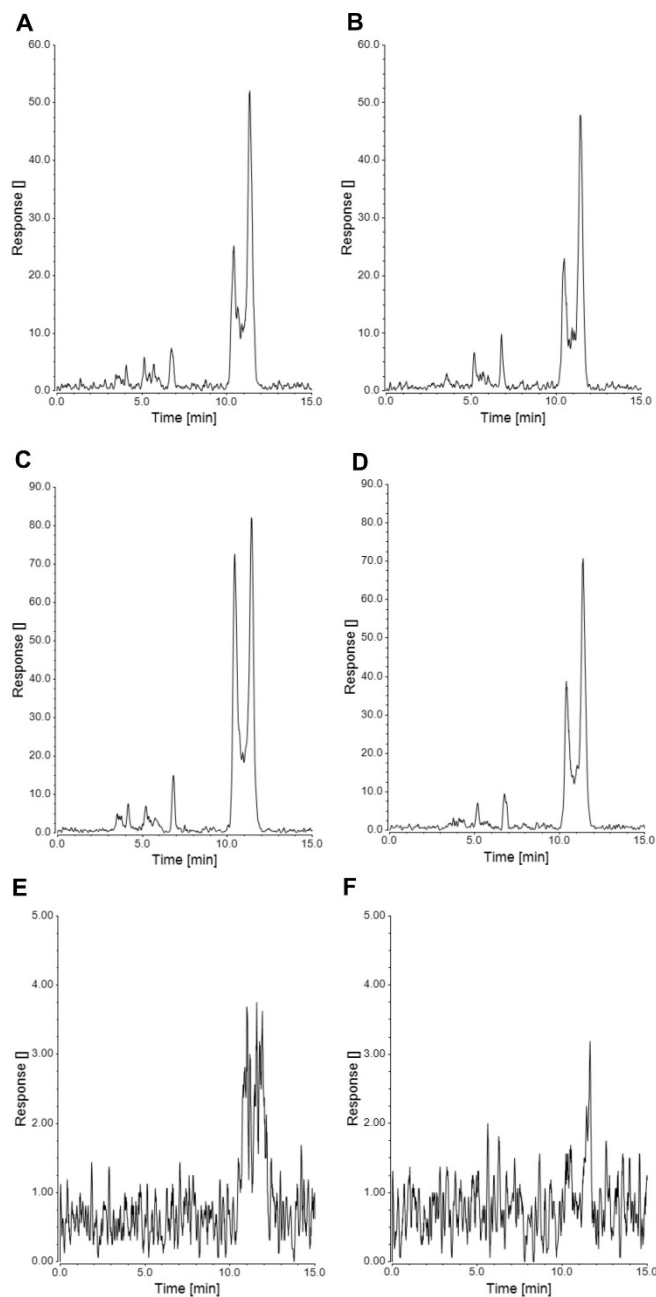 A B
60.0 60.0
50.0 50.0
40.0 40.0
30.0 30.0
20.0 20.0
10.0 10.0
0.0 0.0
Response [] Response []
0.0 5.0 10.0 15.0 0.0 5.0 10.0 15.0
Time [min] Time [min]
C D
90.0 90.0
80.0 80.0
70.0 70.0
60.0 60.0
50.0 50.0
40.0 40.0
30.0 30.0
20.0 20.0
10.0 10.0
0.0 0.0
Response [] Response []
0.0 5.0 10.0 15.0 0.0 5.0 10.0 15.0
Time [min] Time [min]
E F
5.00 5.00
4.00 4.00
3.00 3.00
2.00 2.00
1.00 1.00
0.00 0.00
Response [] Response []
0.0 5.0 10.0 15.0 0.0 5.0 10.0 15.0
Time [min] Time [min]